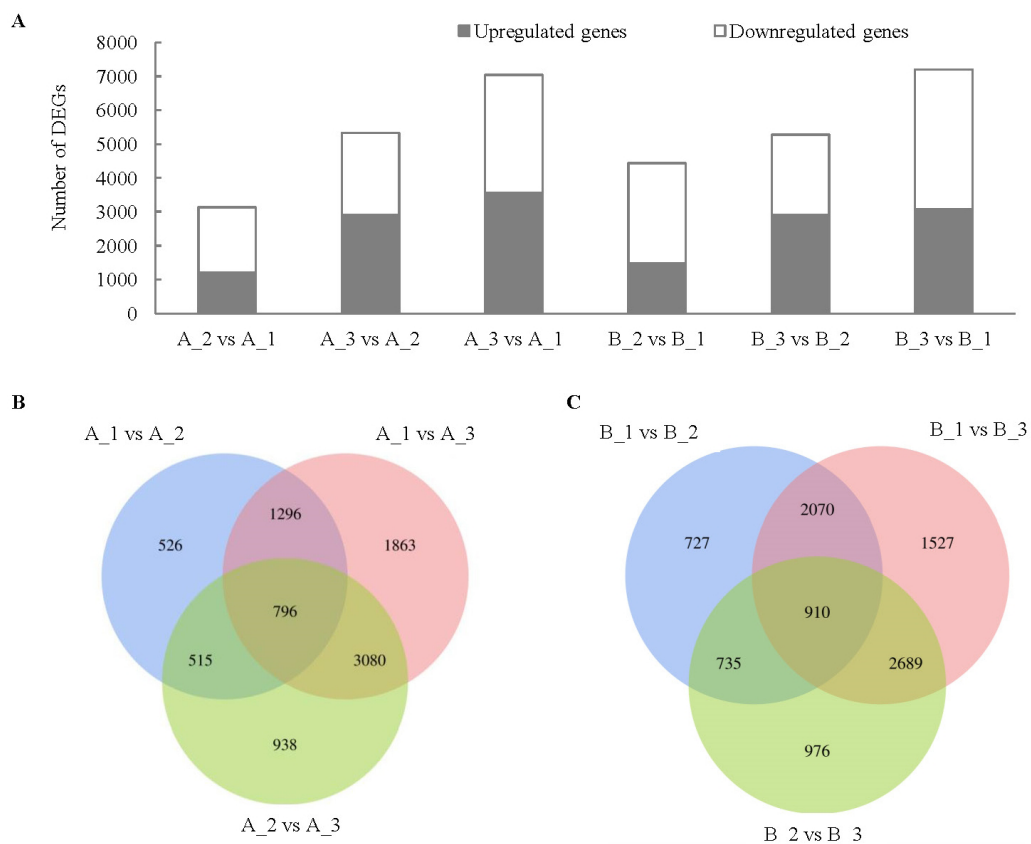 A
Upregulated genes
Downregulated genes
Number of DEGs
8000
7000
6000
5000
4000
3000
2000
1000
0
A_2 vs A_1
A_3 vs A_2
A_3 vs A_1
B_2 vs B_1
B_3 vs B_2
B_3 vs B_1
B
A_1 vs A_2
A_1 vs A_3
526
1296
1863
796
515
3080
938
A_2 vs A_3
C
B_1 vs B_2
B_1 vs B_3
727
2070
1527
910
735
2689
976
B_2 vs B_3